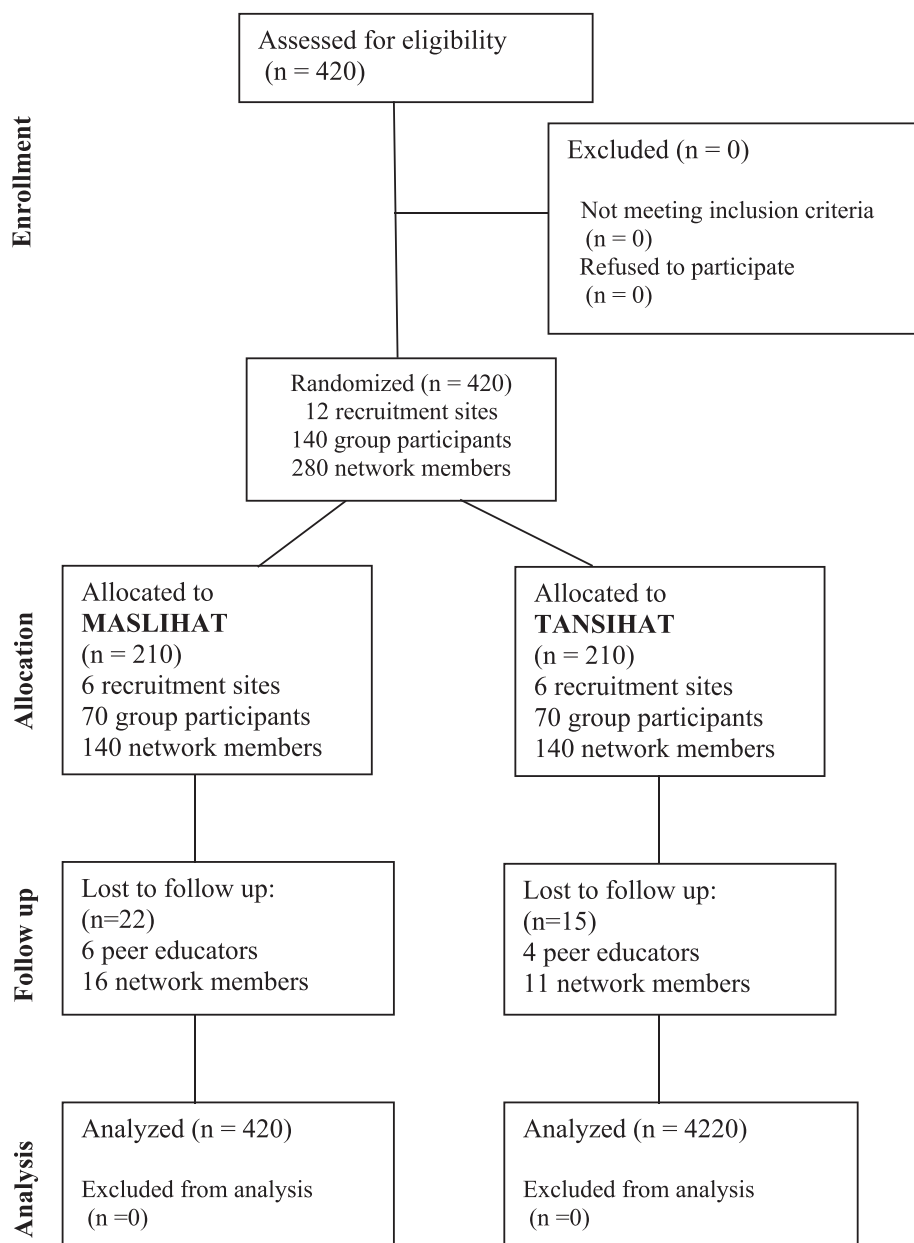 Enrollment
Assessed for eligibility
(n = 420)
Excluded (n = 0)
Not meeting inclusion criteria
(n = 0)
Refused to participate
(n = 0)
Randomized (n = 420)
12 recruitment sites
140 group participants
280 network members
Allocation
Allocated to
MASLIHAT
(n = 210)
6 recruitment sites
70 group participants
140 network members
Allocated to
TANSIHAT
(n = 210)
6 recruitment sites
70 group participants
140 network members
Follow up
Lost to follow up:
(n=22)
6 peer educators
16 network members
Lost to follow up:
(n=15)
4 peer educators
11 network members
Analysis
Analyzed (n = 420)
Excluded from analysis
(n =0)
Analyzed (n = 4220)
Excluded from analysis
(n =0)